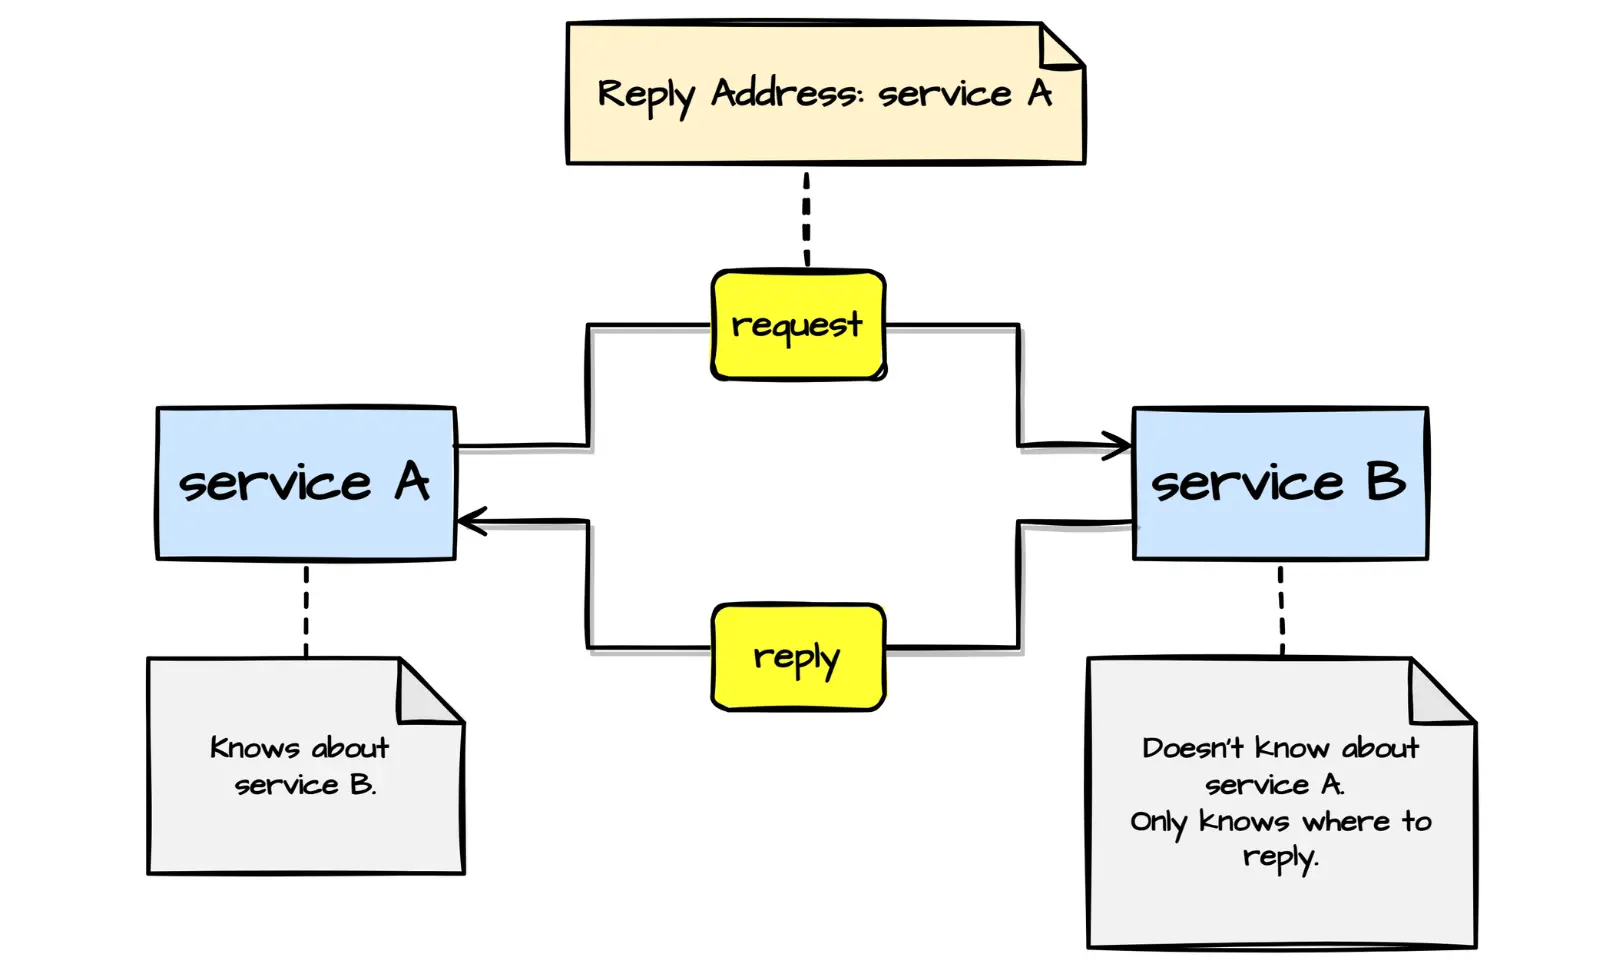 Reply Address: service A
request
service A
service B
reply
Knows about
service B.
Doesn't know about
service A.
Only knows where to
reply.